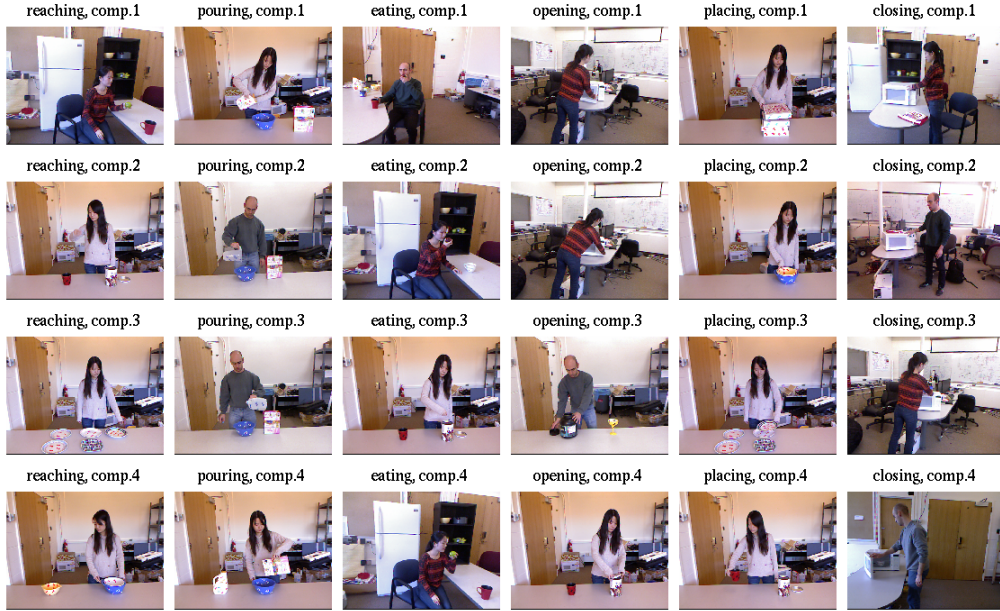 reaching, comp.1 pouring, comp.1 eating, comp.1 opening, comp.1 placing, comp.1 closing, comp.1
reaching, comp.2 pouring, comp.2 eating, comp.2 opening, comp.2 placing, comp.2 closing, comp.2
reaching, comp.3 pouring, comp.3 eating, comp.3 opening, comp.3 placing, comp.3 closing, comp.3
reaching, comp.4 pouring, comp.4 eating, comp.4 opening, comp.4 placing, comp.4 closing, comp.4